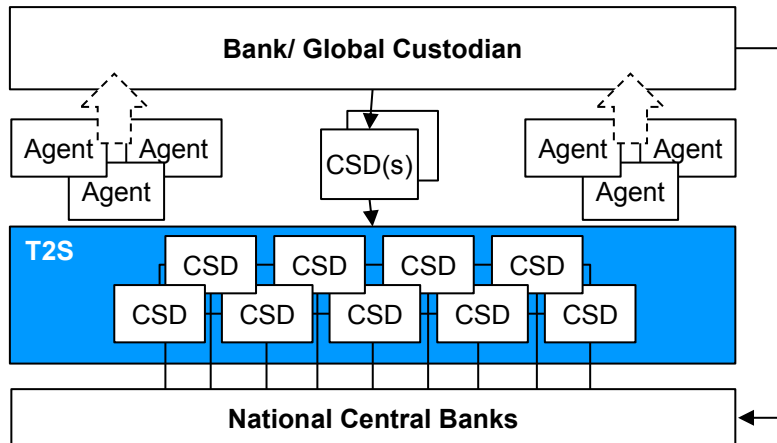 Bank/ Global Custodian
Agent
Agent
Agent
CSD(s)
Agent
Agent
Agent
T2S
CSD
CSD
CSD
CSD
CSD
CSD
CSD
CSD
CSD
National Central Banks